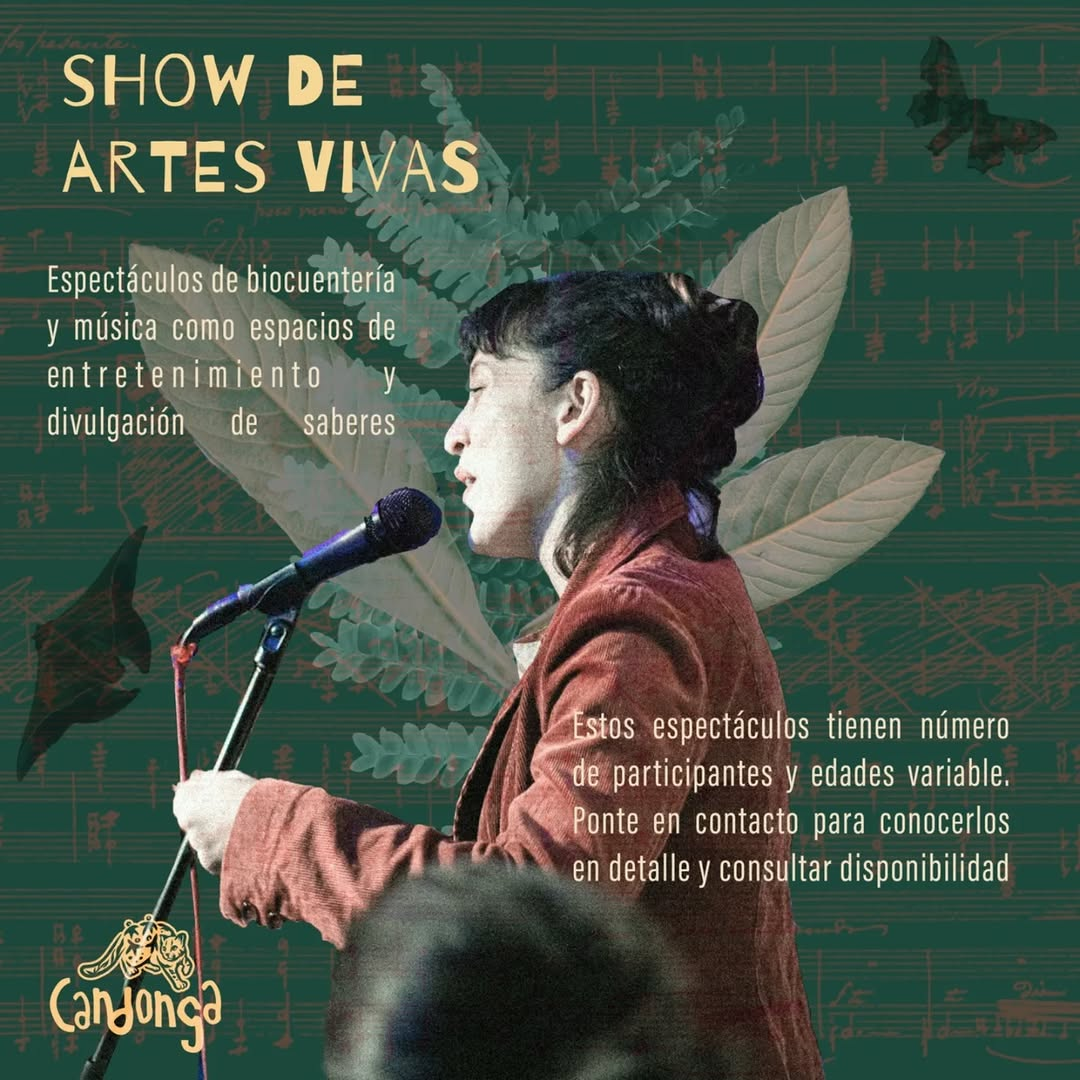 SHOW DE
ARTES VIVAS
Espectáculos de biocuentería
y música como espacios de
entretenimiento y
divulgación de saberes
Estos espectáculos tienen número
de participantes y edades variable.
Ponte en contacto para conocerlos
en detalle y consultar disponibilidad
Candonga